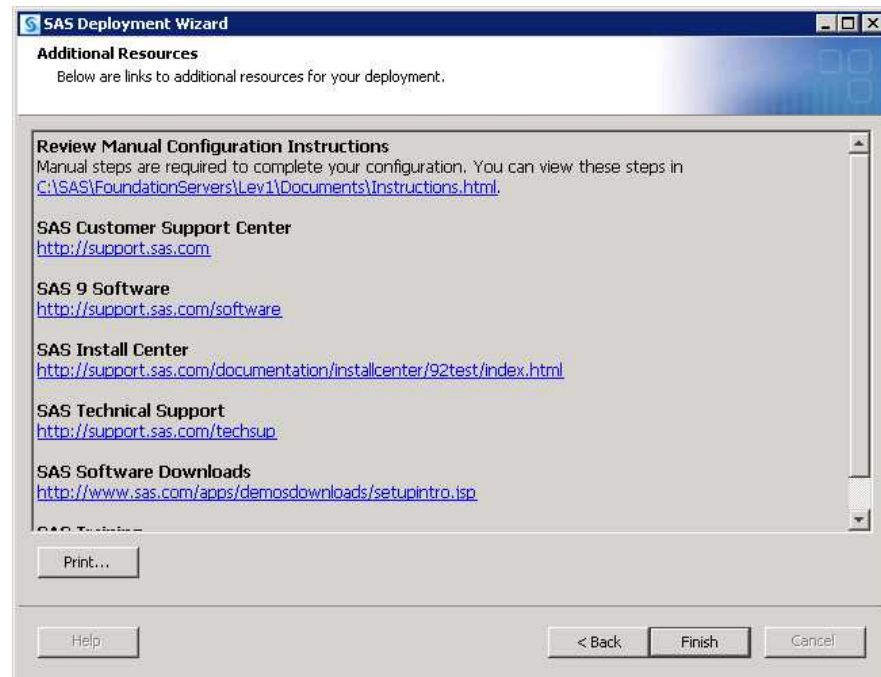 SAS Deployment Wizard
Additional Resources
Below are links to additional resources for your deployment.
Review Manual Configuration Instructions
Manual steps are required to complete your configuration. You can view these steps in
C:\SAS\FoundationServers\Lev1\Documents\Instructions.html.
SAS Customer Support Center
http://support.sas.com
SAS 9 Software
http://support.sas.com/software
SAS Install Center
http://support.sas.com/documentation/installcenter/92test/index.html
SAS Technical Support
http://support.sas.com/techsup
SAS Software Downloads
http://www.sas.com/apps/demosdownloads/setupintro.jsp
SAS Training
Print...
Help
< Back
Finish
Cancel